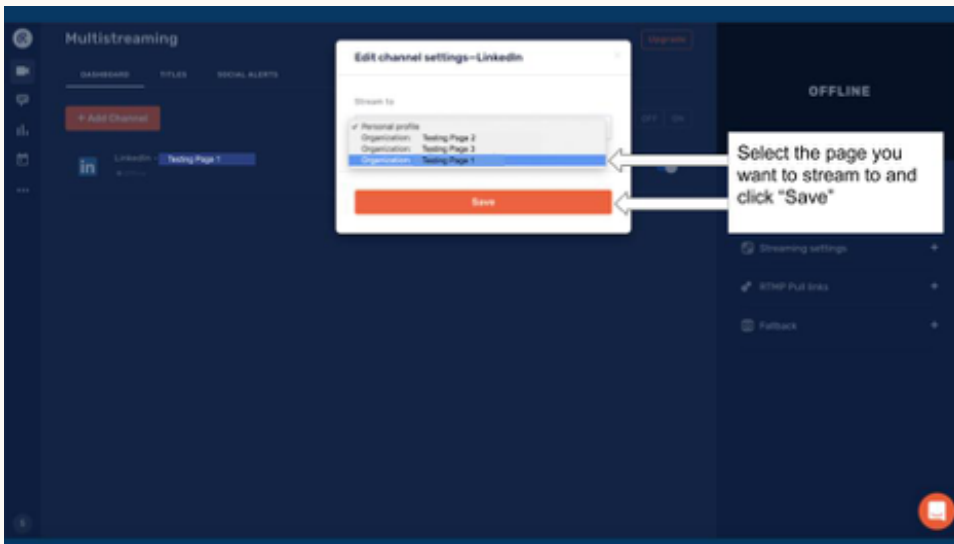 Multistreaming
Upgrade
DASHBOARD TITLES SOCIAL ALERTS
+ Add Channel
OFF ON
in
LinkedIn - Testing Page 1
Edit channel settings—LinkedIn
Stream to
✓ Personal profile
Organization: Testing Page 2
Organization: Testing Page 3
Organization: Testing Page 1
Save
OFFLINE
Select the page you
want to stream to and
click “Save”
Streaming settings +
RTMP Pull links +
Fallback +